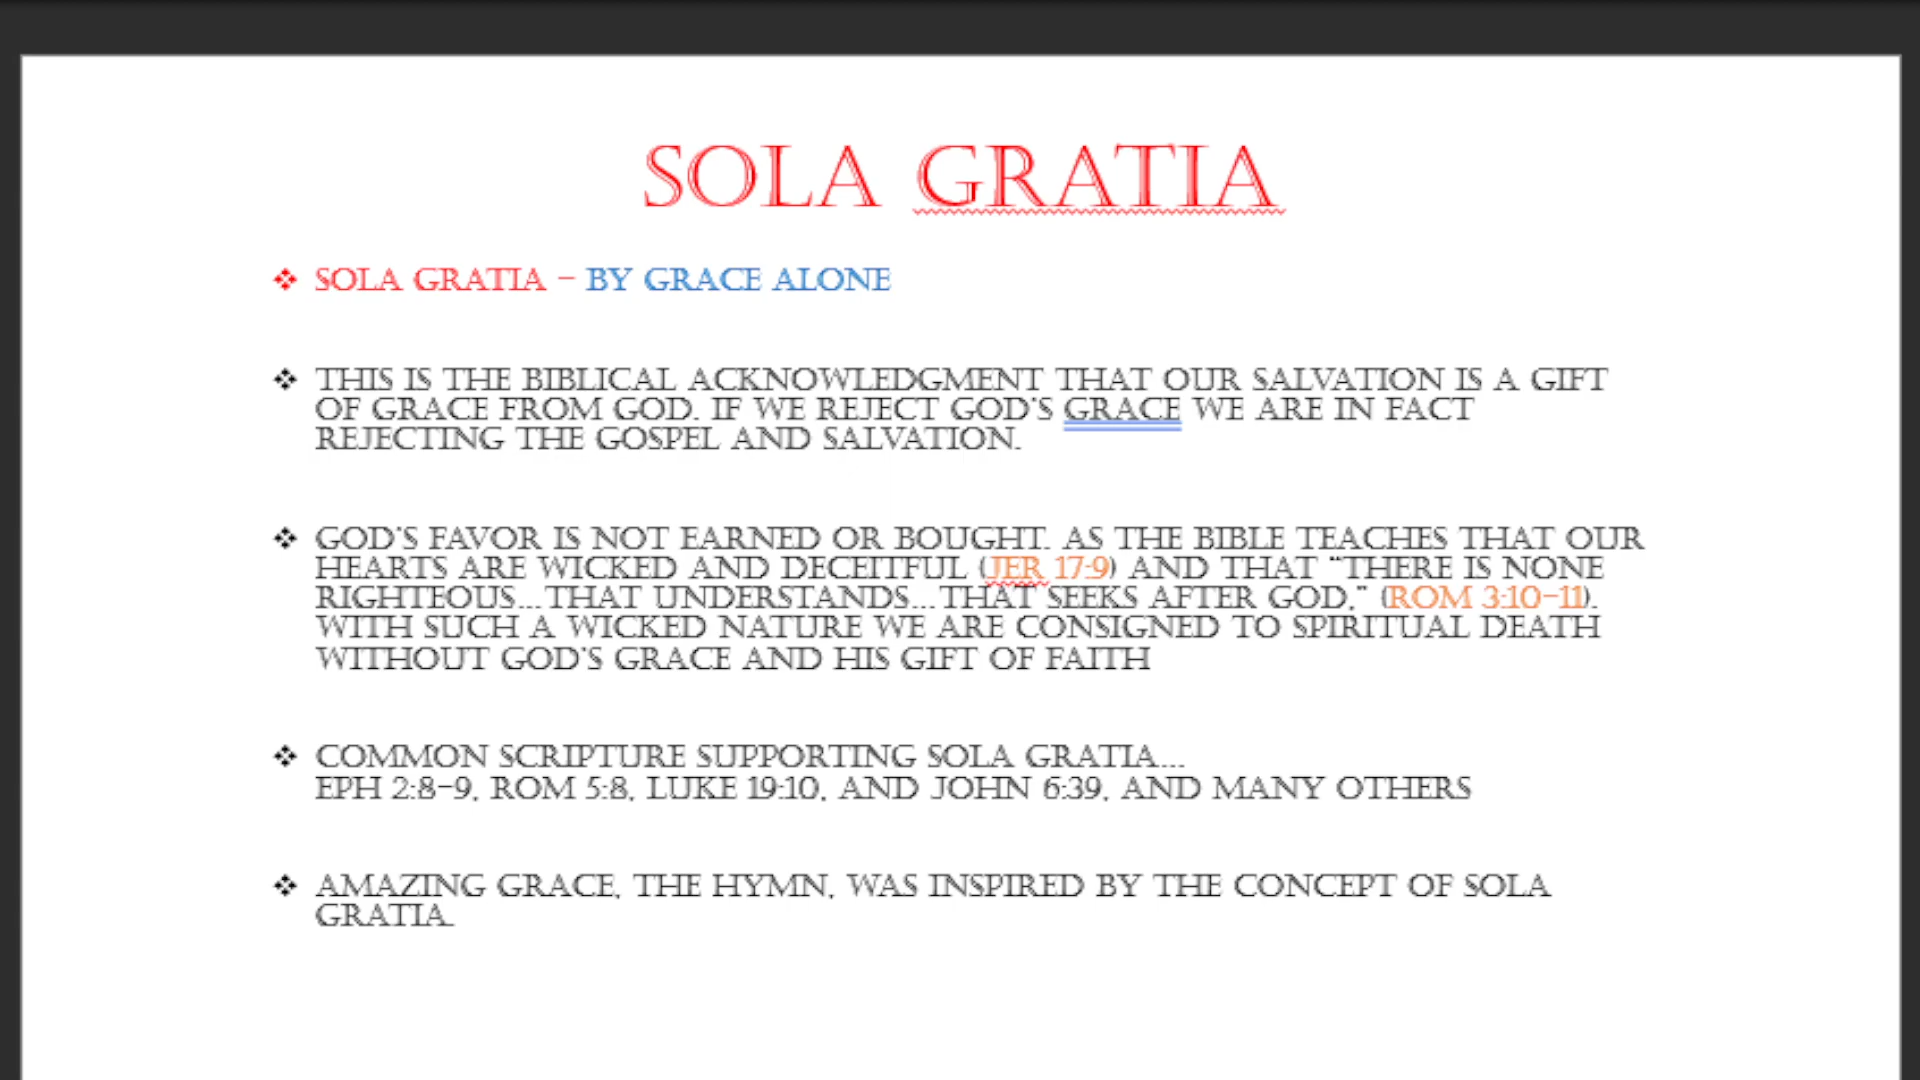 SOLA GRATIA
❖ SOLA GRATIA – BY GRACE ALONE
❖ THIS IS THE BIBLICAL ACKNOWLEDGMENT THAT OUR SALVATION IS A GIFT
OF GRACE FROM GOD. IF WE REJECT GOD'S GRACE WE ARE IN FACT
REJECTING THE GOSPEL AND SALVATION.
❖ GOD'S FAVOR IS NOT EARNED OR BOUGHT. AS THE BIBLE TEACHES THAT OUR
HEARTS ARE WICKED AND DECEITFUL (JER 17:9) AND THAT "THERE IS NONE
RIGHTEOUS...THAT UNDERSTANDS...THAT SEEKS AFTER GOD," (ROM 3:10-11).
WITH SUCH A WICKED NATURE WE ARE CONSIGNED TO SPIRITUAL DEATH
WITHOUT GOD'S GRACE AND HIS GIFT OF FAITH
❖ COMMON SCRIPTURE SUPPORTING SOLA GRATIA...
EPH 2:8-9, ROM 5:8, LUKE 19:10, AND JOHN 6:39, AND MANY OTHERS
❖ AMAZING GRACE, THE HYMN, WAS INSPIRED BY THE CONCEPT OF SOLA
GRATIA.